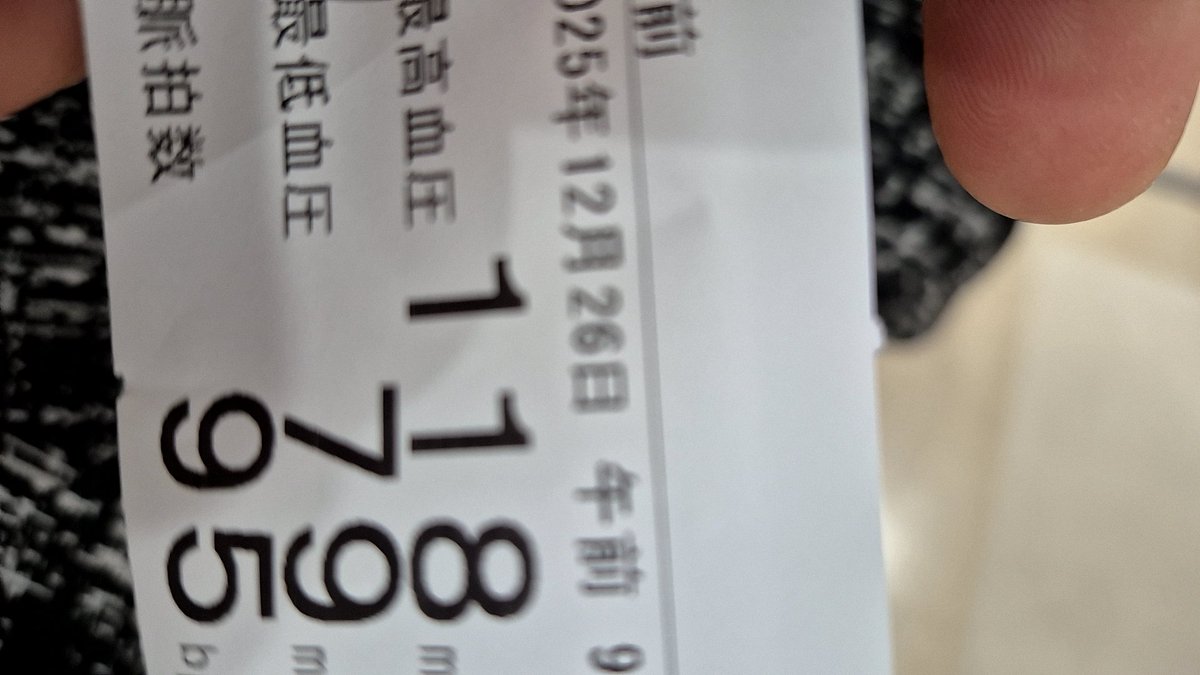 前
2025年12月26日 午前 9
最高血圧 118 m
最低血圧 79 m
脈拍数 95 b